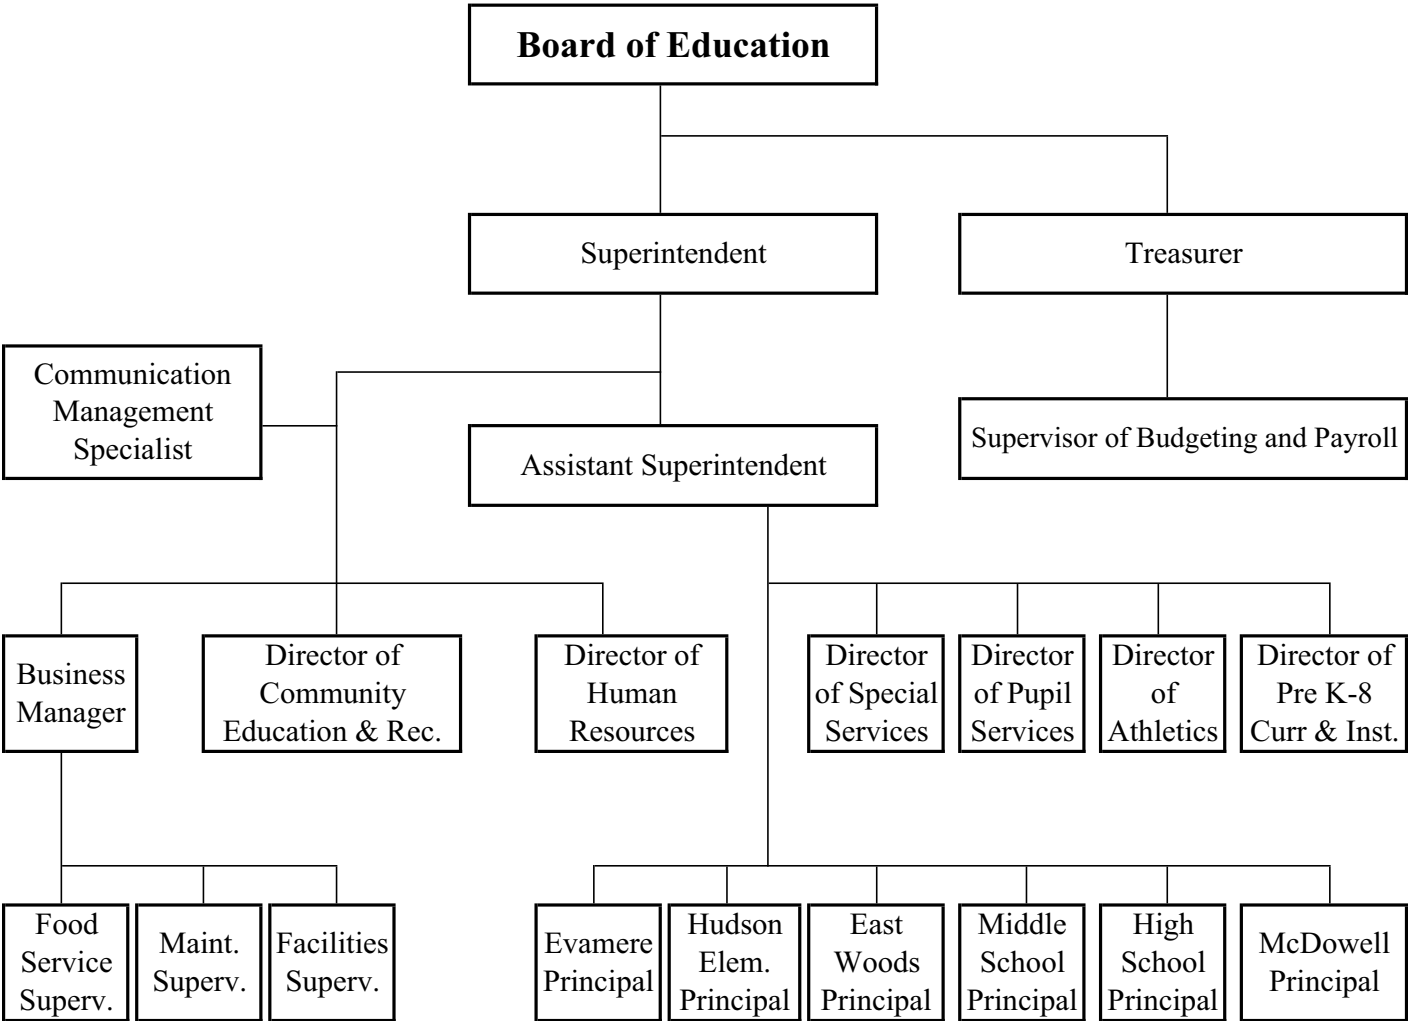 Board of Education
Superintendent
Treasurer
Communication
Management
Specialist
Assistant Superintendent
Supervisor of Budgeting and Payroll
Business
Manager
Director of
Community
Education & Rec.
Director of
Human
Resources
Director
of Special
Services
Director
of Pupil
Services
Director
of
Athletics
Director of
Pre K-8
Curr & Inst.
Food
Service
Superv.
Maint.
Superv.
Facilities
Superv.
Evamere
Principal
Hudson
Elem.
Principal
East
Woods
Principal
Middle
School
Principal
High
School
Principal
McDowell
Principal